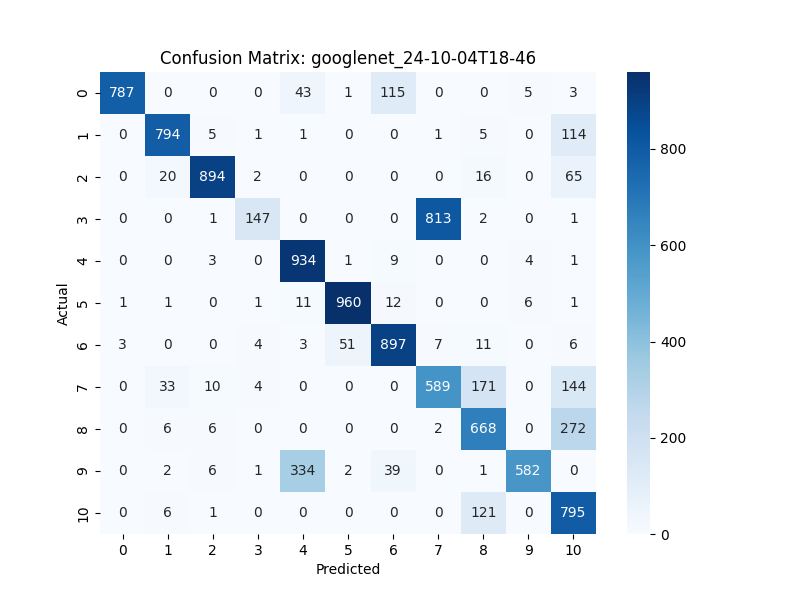 Confusion Matrix: googlenet_24-10-04T18-46
0 787 0 0 0 43 1 115 0 0 5 3
1 0 794 5 1 1 0 0 1 5 0 114
2 0 20 894 2 0 0 0 0 16 0 65
3 0 0 1 147 0 0 0 813 2 0 1
4 0 0 3 0 934 1 9 0 0 4 1
5 1 1 0 1 11 960 12 0 0 6 1
6 3 0 0 4 3 51 897 7 11 0 6
7 0 33 10 4 0 0 0 589 171 0 144
8 0 6 6 0 0 0 0 2 668 0 272
9 0 2 6 1 334 2 39 0 1 582 0
10 0 6 1 0 0 0 0 0 121 0 795
0 1 2 3 4 5 6 7 8 9 10
Predicted
Actual
800
600
400
200
0